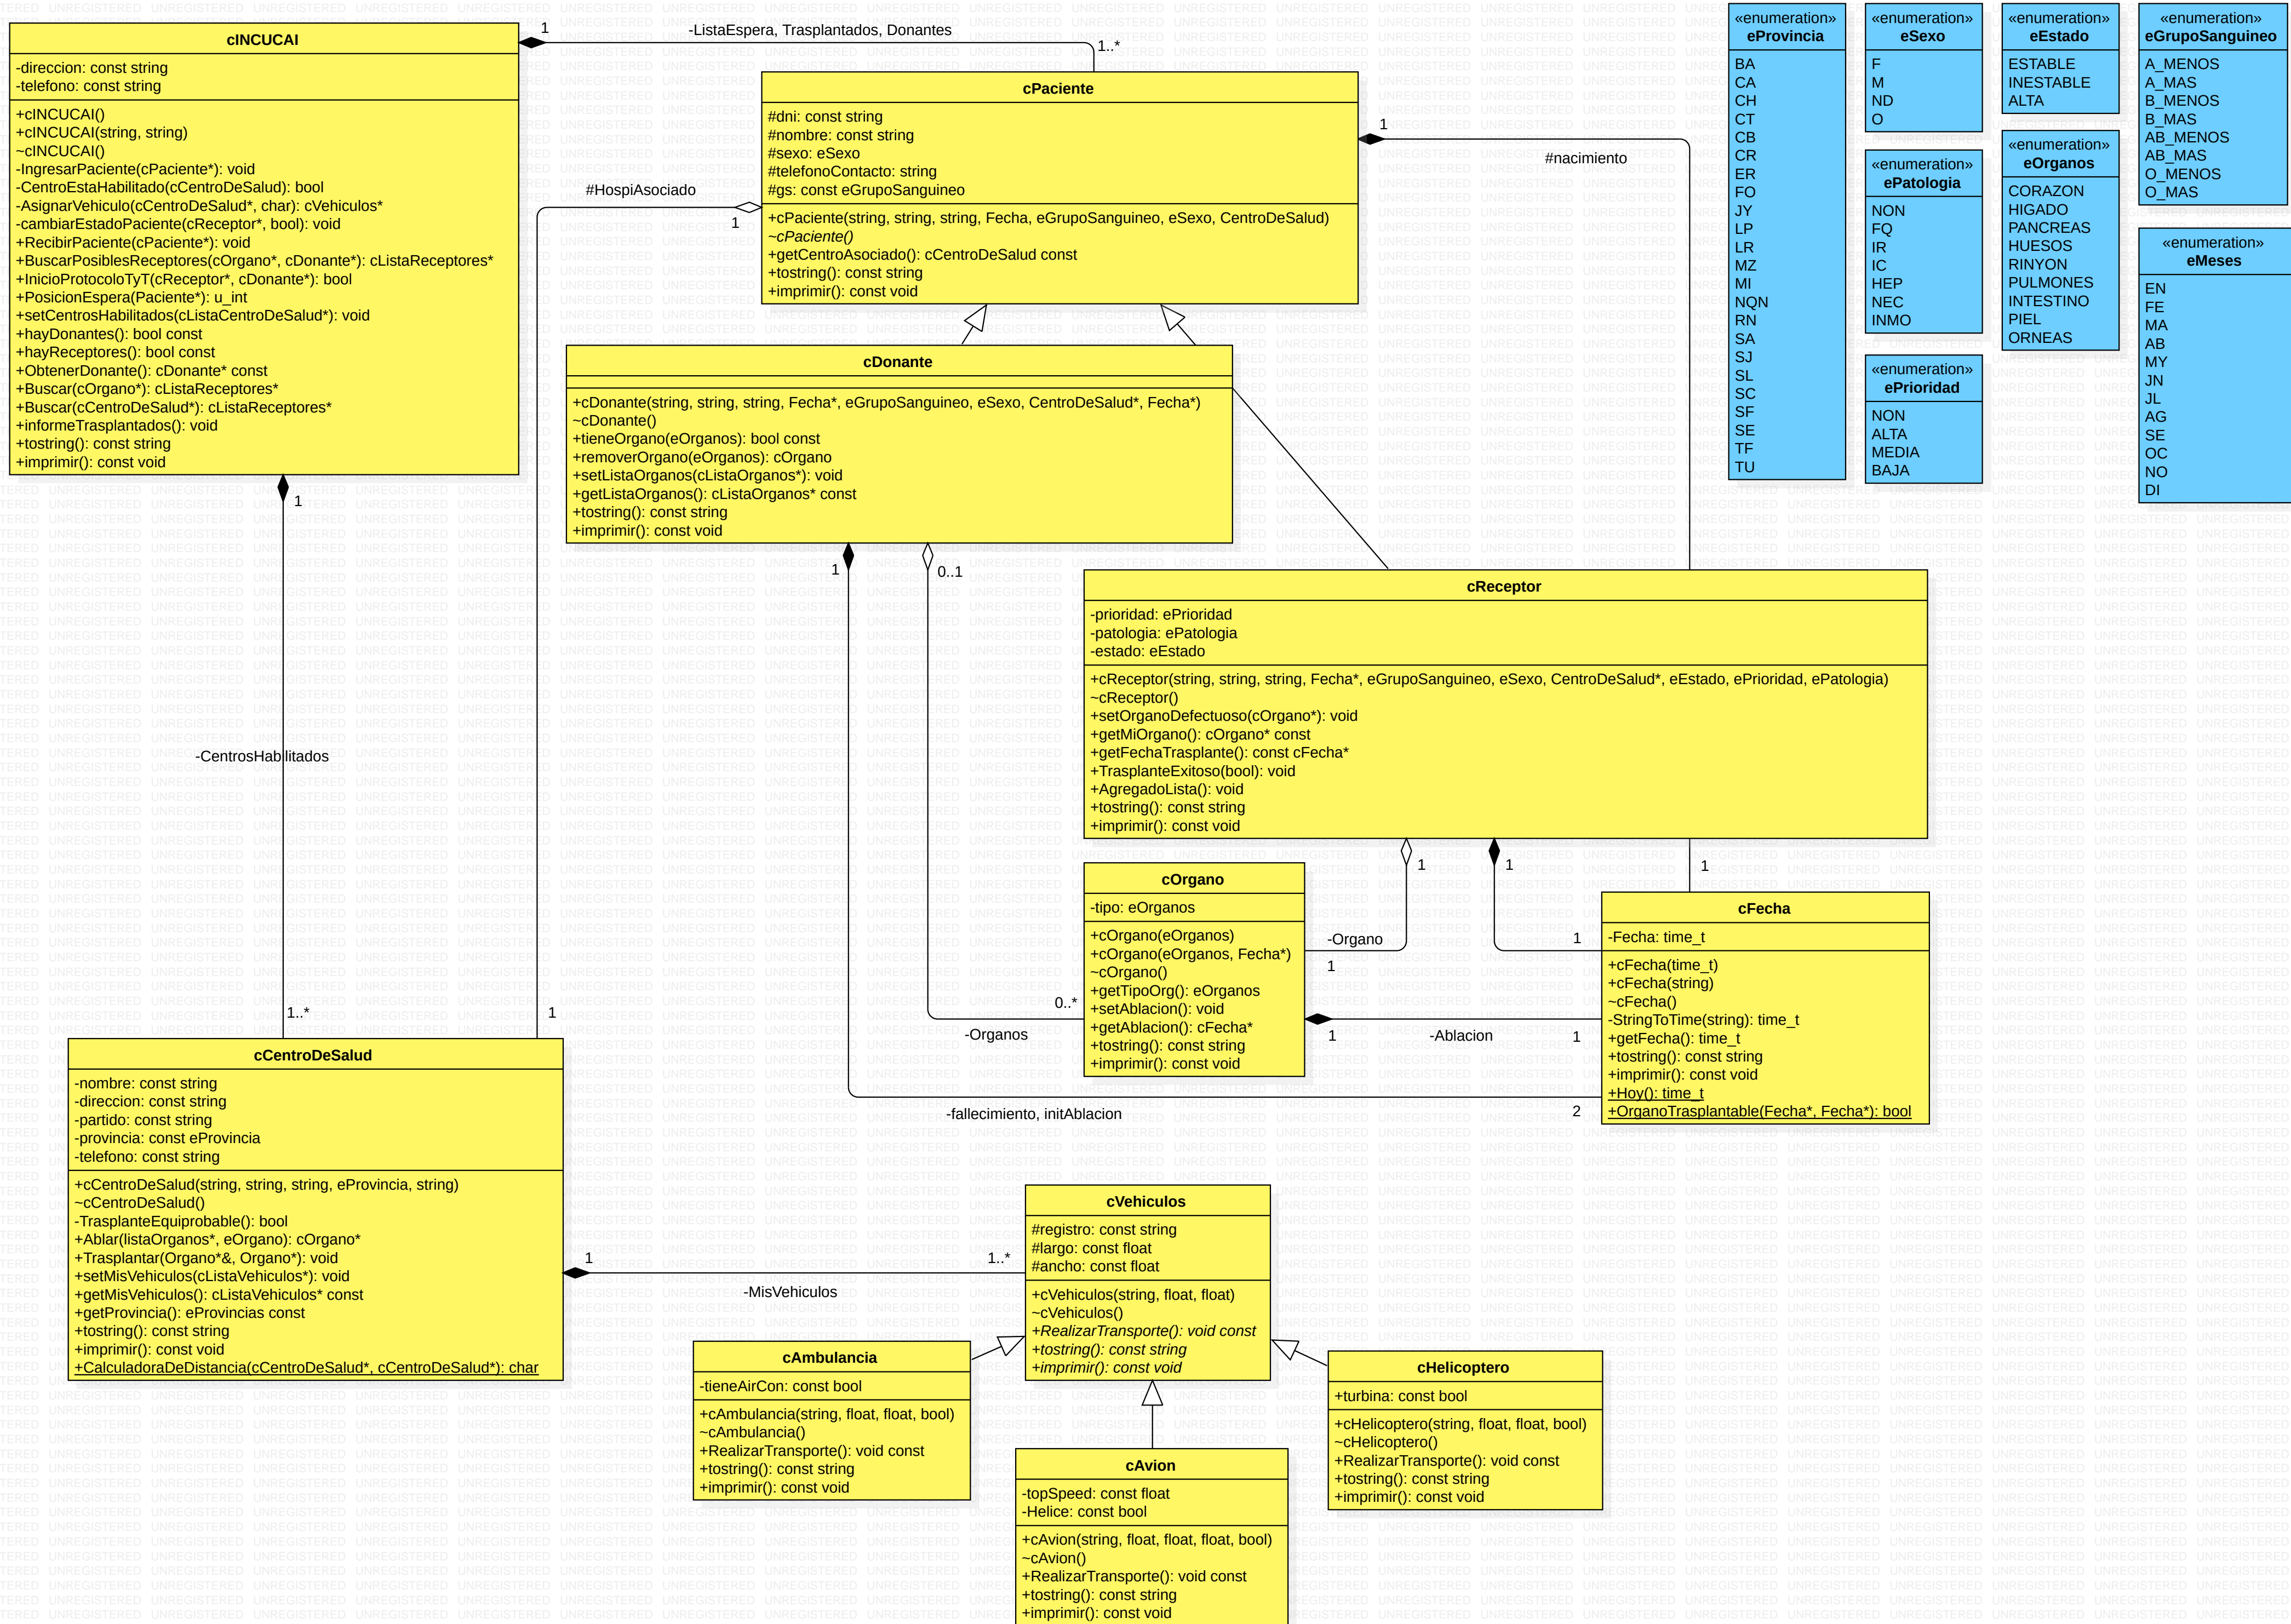 cINCUCAI
-direccion: const string
-telefono: const string
+cINCUCAI()
+cINCUCAI(string, string)
~cINCUCAI()
-IngresarPaciente(cPaciente*): void
-CentroEstaHabilitado(cCentroDeSalud): bool
-AsignarVehiculo(cCentroDeSalud*, char): cVehiculos*
-cambiarEstadoPaciente(cReceptor*, bool): void
+RecibirPaciente(cPaciente*): void
+BuscarPosiblesReceptores(cOrgano*, cDonante*): cListaReceptores*
+InicioProtocoloTyT(cReceptor*, cDonante*): bool
+PosicionEspera(Paciente*): u_int
+setCentrosHabilitados(cListaCentroDeSalud*): void
+hayDonantes(): bool const
+hayReceptores(): bool const
+ObtenerDonante(): cDonante* const
+Buscar(cOrgano*): cListaReceptores*
+Buscar(cCentroDeSalud*): cListaReceptores*
+informeTrasplantados(): void
+tostring(): const string
+imprimir(): const void
1
-ListaEspera, Trasplantados, Donantes
1..*
cPaciente
#dni: const string
#nombre: const string
#sexo: eSexo
#telefonoContacto: string
#gs: const eGrupoSanguineo
+cPaciente(string, string, string, Fecha, eGrupoSanguineo, eSexo, CentroDeSalud)
~cPaciente()
+getCentroAsociado(): cCentroDeSalud const
+tostring(): const string
+imprimir(): const void
1
#nacimiento
#HospiAsociado
1
cDonante
+cDonante(string, string, string, Fecha*, eGrupoSanguineo, eSexo, CentroDeSalud*, Fecha*)
~cDonante()
+tieneOrgano(eOrganos): bool const
+removerOrgano(eOrganos): cOrgano
+setListaOrganos(cListaOrganos*): void
+getListaOrganos(): cListaOrganos* const
+tostring(): const string
+imprimir(): const void
«enumeration»
eProvincia
BA
CA
CH
CT
CB
CR
ER
FO
JY
LP
LR
MZ
MI
NQN
RN
SA
SJ
SL
SC
SF
SE
TF
TU
«enumeration»
eSexo
F
M
ND
O
«enumeration»
ePatologia
NON
FQ
IR
IC
HEP
NEC
INMO
«enumeration»
ePrioridad
NON
ALTA
MEDIA
BAJA
«enumeration»
eEstado
ESTABLE
INESTABLE
ALTA
«enumeration»
eOrganos
CORAZON
HIGADO
PANCREAS
HUESOS
RINYON
PULMONES
INTESTINO
PIEL
ORNEAS
«enumeration»
eGrupoSanguineo
A_MENOS
A_MAS
B_MENOS
B_MAS
AB_MENOS
AB_MAS
O_MENOS
O_MAS
«enumeration»
eMeses
EN
FE
MA
AB
MY
JN
JL
AG
SE
OC
NO
DI
1
-CentrosHabilitados
1..*
1
1
0..1
cReceptor
-prioridad: ePrioridad
-patologia: ePatologia
-estado: eEstado
+cReceptor(string, string, string, Fecha*, eGrupoSanguineo, eSexo, CentroDeSalud*, eEstado, ePrioridad, ePatologia)
~cReceptor()
+setOrganoDefectuoso(cOrgano*): void
+getMiOrgano(): cOrgano* const
+getFechaTrasplante(): const cFecha*
+TrasplanteExitoso(bool): void
+AgregadoLista(): void
+tostring(): const string
+imprimir(): const void
1
1
1
cOrgano
-tipo: eOrganos
+cOrgano(eOrganos)
+cOrgano(eOrganos, Fecha*)
~cOrgano()
+getTipoOrg(): eOrganos
+setAblacion(): void
+getAblacion(): cFecha*
+tostring(): const string
+imprimir(): const void
-Organo
1
1
0..*
-Organos
1
-Ablacion
1
-fallecimiento, initAblacion
2
cFecha
-Fecha: time_t
+cFecha(time_t)
+cFecha(string)
~cFecha()
-StringToTime(string): time_t
+getFecha(): time_t
+tostring(): const string
+imprimir(): const void
+Hoy(): time_t
+OrganoTrasplantable(Fecha*, Fecha*): bool
cCentroDeSalud
-nombre: const string
-direccion: const string
-partido: const string
-provincia: const eProvincia
-telefono: const string
+cCentroDeSalud(string, string, string, eProvincia, string)
~cCentroDeSalud()
-TrasplanteEquiprobable(): bool
+Ablar(listaOrganos*, eOrgano): cOrgano*
+Trasplantar(Organo*&, Organo*): void
+setMisVehiculos(cListaVehiculos*): void
+getMisVehiculos(): cListaVehiculos* const
+getProvincia(): eProvincias const
+tostring(): const string
+imprimir(): const void
+CalculadoraDeDistancia(cCentroDeSalud*, cCentroDeSalud*): char
1
-MisVehiculos
1..*
cVehiculos
#registro: const string
#largo: const float
#ancho: const float
+cVehiculos(string, float, float)
~cVehiculos()
+RealizarTransporte(): void const
+tostring(): const string
+imprimir(): const void
cAmbulancia
-tieneAirCon: const bool
+cAmbulancia(string, float, float, bool)
~cAmbulancia()
+RealizarTransporte(): void const
+tostring(): const string
+imprimir(): const void
cHelicoptero
+turbina: const bool
+cHelicoptero(string, float, float, bool)
~cHelicoptero()
+RealizarTransporte(): void const
+tostring(): const string
+imprimir(): const void
cAvion
-topSpeed: const float
-Helice: const bool
+cAvion(string, float, float, float, bool)
~cAvion()
+RealizarTransporte(): void const
+tostring(): const string
+imprimir(): const void
UNREGISTERED